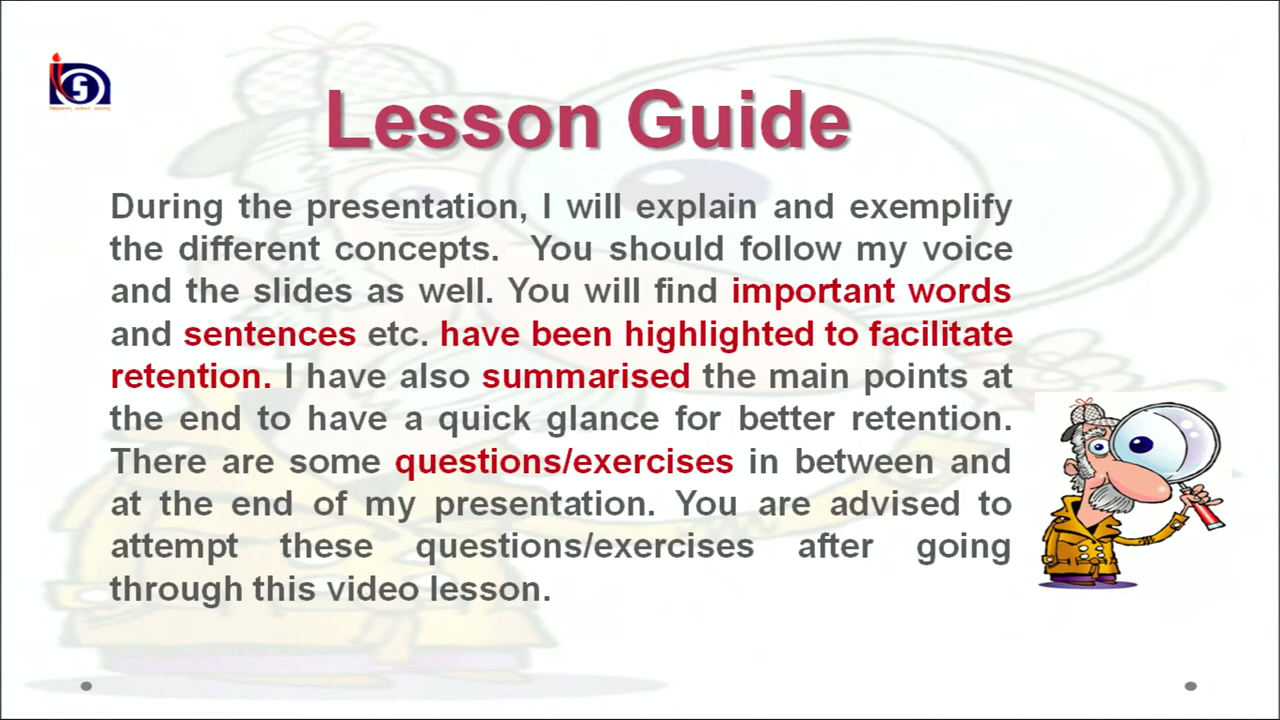 Lesson Guide
During the presentation, I will explain and exemplify
the different concepts. You should follow my voice
and the slides as well. You will find important words
and sentences etc. have been highlighted to facilitate
retention. I have also summarised the main points at
the end to have a quick glance for better retention.
There are some questions/exercises in between and
at the end of my presentation. You are advised to
attempt these questions/exercises after going
through this video lesson.